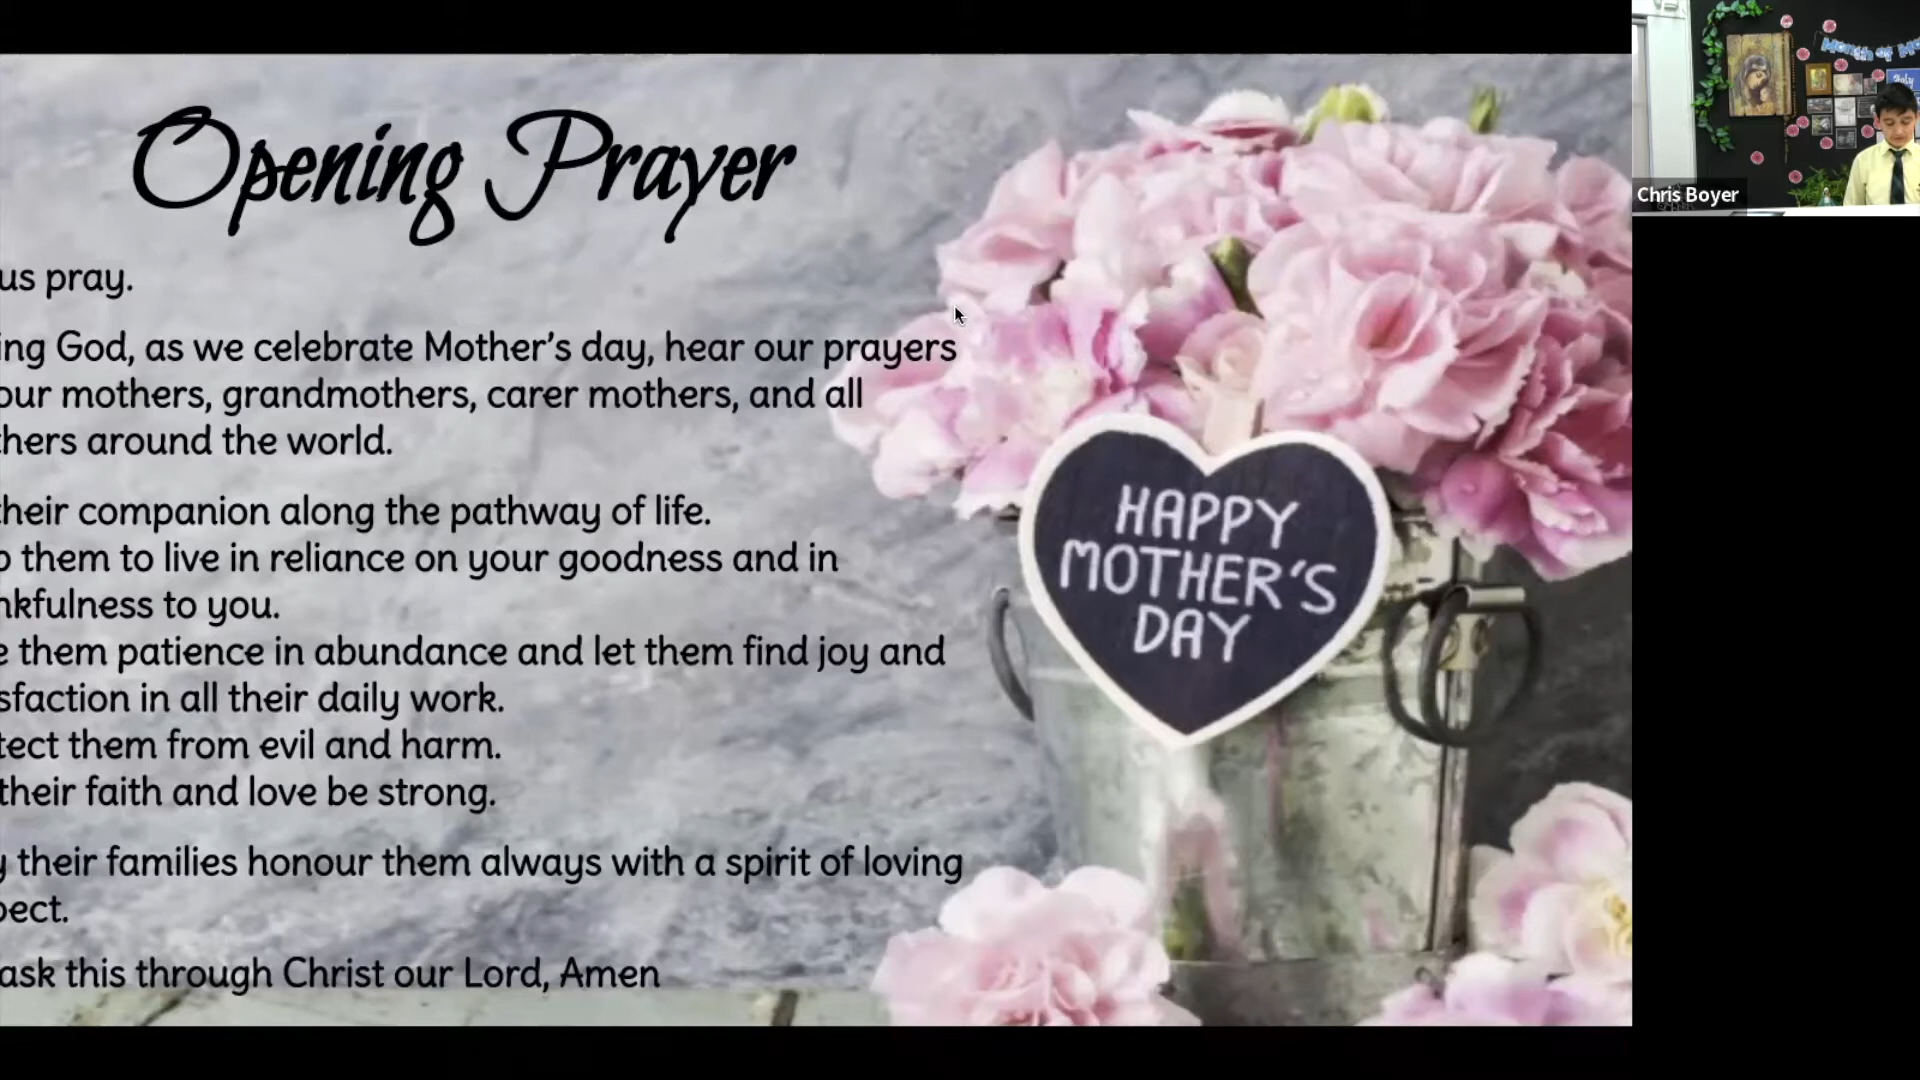 Opening Prayer
us pray.
ing God, as we celebrate Mother's day, hear our prayers
our mothers, grandmothers, carer mothers, and all
thers around the world.
their companion along the pathway of life.
p them to live in reliance on your goodness and in
nkfulness to you.
e them patience in abundance and let them find joy and
sfaction in all their daily work.
tect them from evil and harm.
their faith and love be strong.
y their families honour them always with a spirit of loving
pect.
ask this through Christ our Lord, Amen
HAPPY
MOTHER'S
DAY
Month of
Chris Boyer